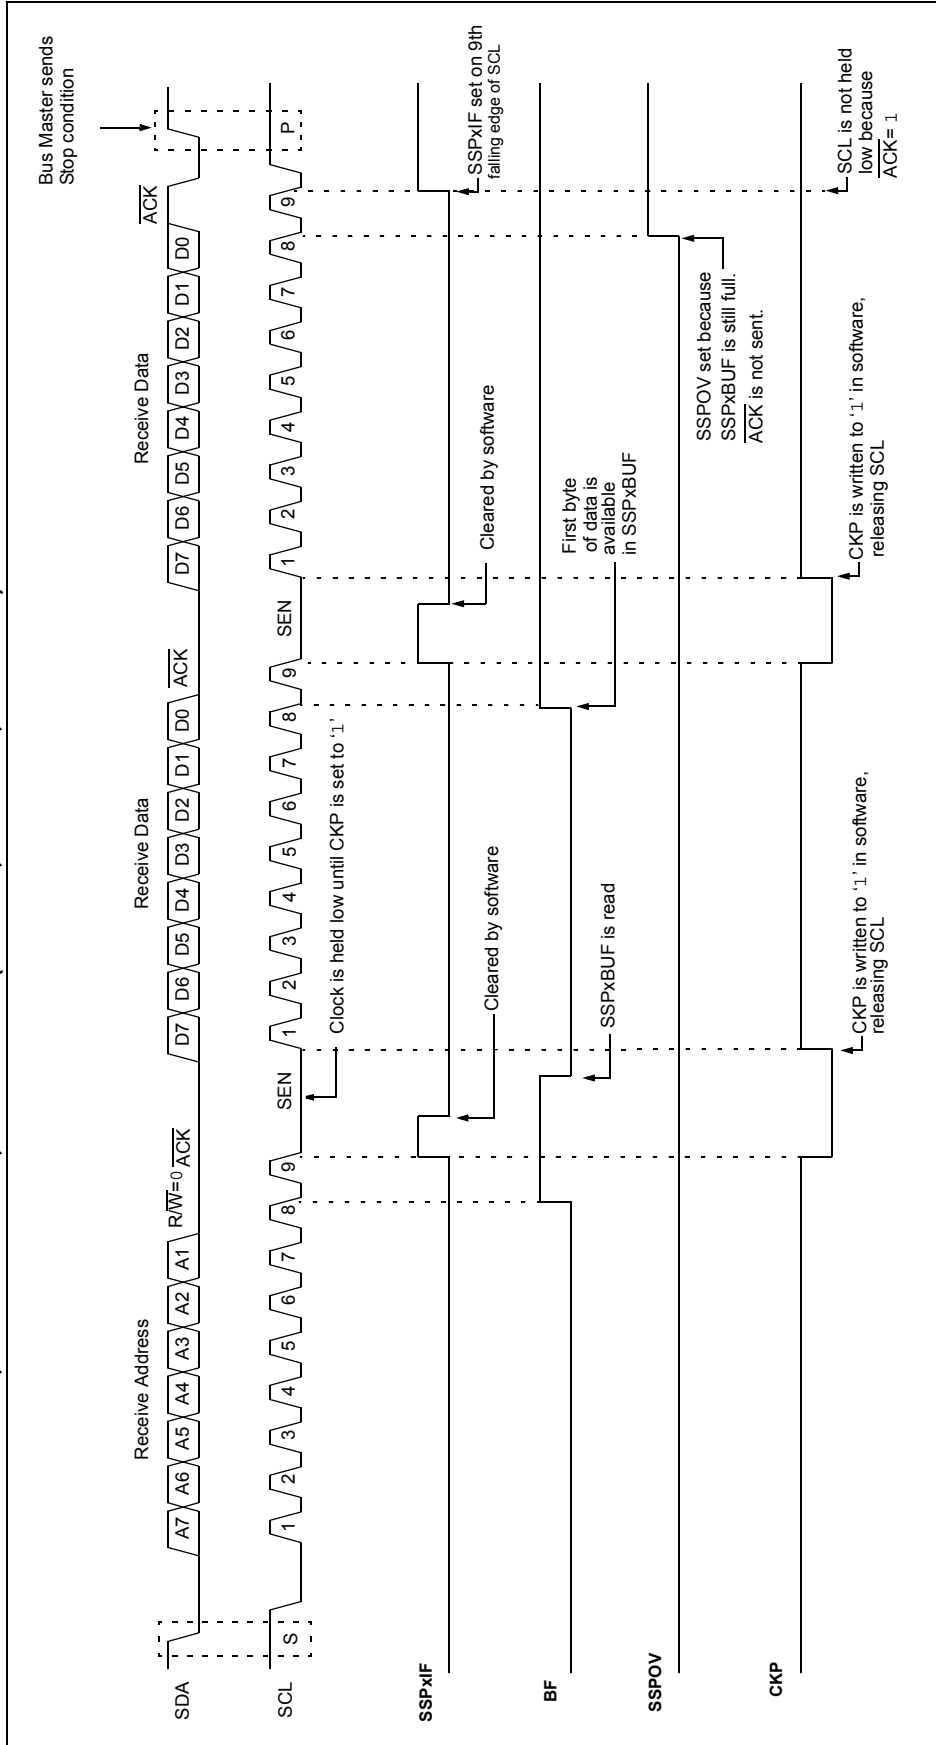 Bus Master sends
Stop condition
Receive Address
Receive Data
Receive Data
SDA
A7 A6 A5 A4 A3 A2 A1 R/W=0 ACK D7 D6 D5 D4 D3 D2 D1 D0 ACK D7 D6 D5 D4 D3 D2 D1 D0 ACK
SCL
S 1 2 3 4 5 6 7 8 9 SEN 1 2 3 4 5 6 7 8 9 SEN 1 2 3 4 5 6 7 8 9 P
Clock is held low until CKP is set to ‘1’
SSPxIF
Cleared by software
Cleared by software
SSPxIF set on 9th
falling edge of SCL
BF
SSPxBUF is read
First byte
of data is
available
in SSPxBUF
SSPOV
SSPOV set because
SSPxBUF is still full.
ACK is not sent.
CKP
CKP is written to ‘1’ in software,
releasing SCL
CKP is written to ‘1’ in software,
releasing SCL
SCL is not held
low because
ACK= 1